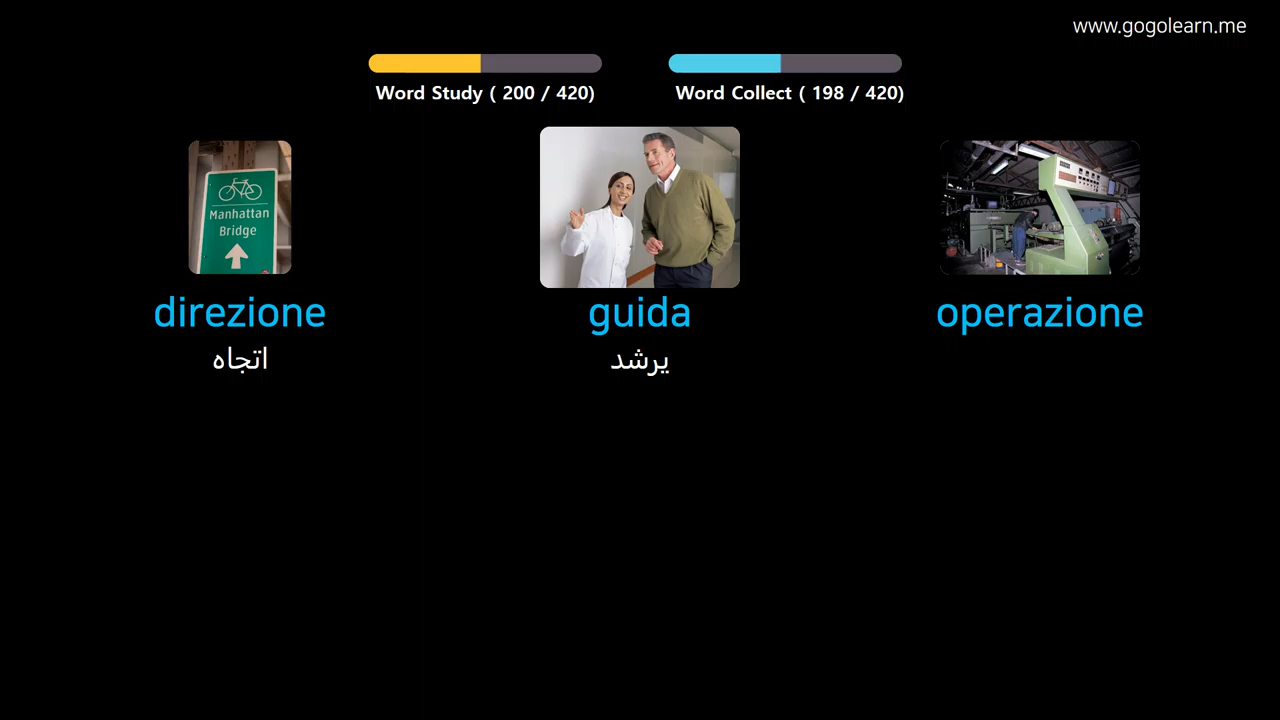 www.gogolearn.me
Word Study ( 200 / 420)
Word Collect ( 198 / 420)
Manhattan
Bridge
direzione
guida
operazione
اتجاه
يرشد